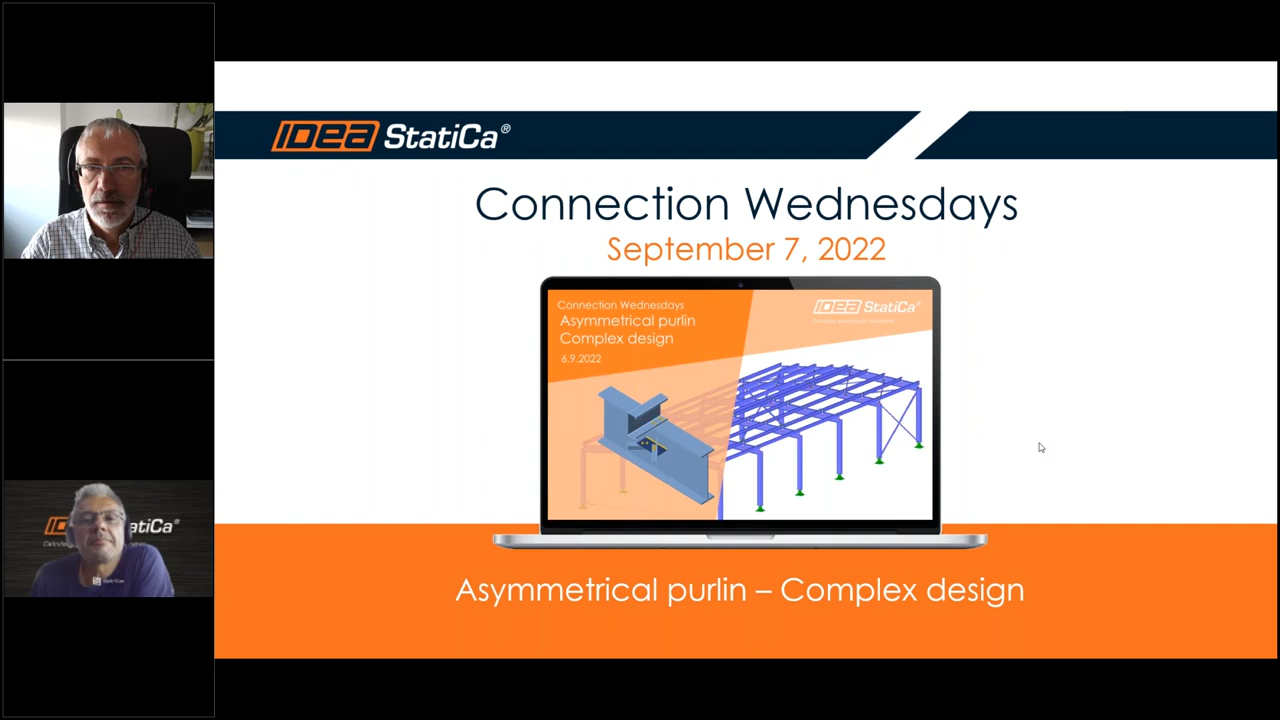 IDEA StatiCa®
Connection Wednesdays
September 7, 2022
Connection Wednesdays
Asymmetrical purlin
Complex design
6.9.2022
IDEA StatiCa®
Asymmetrical purlin – Complex design